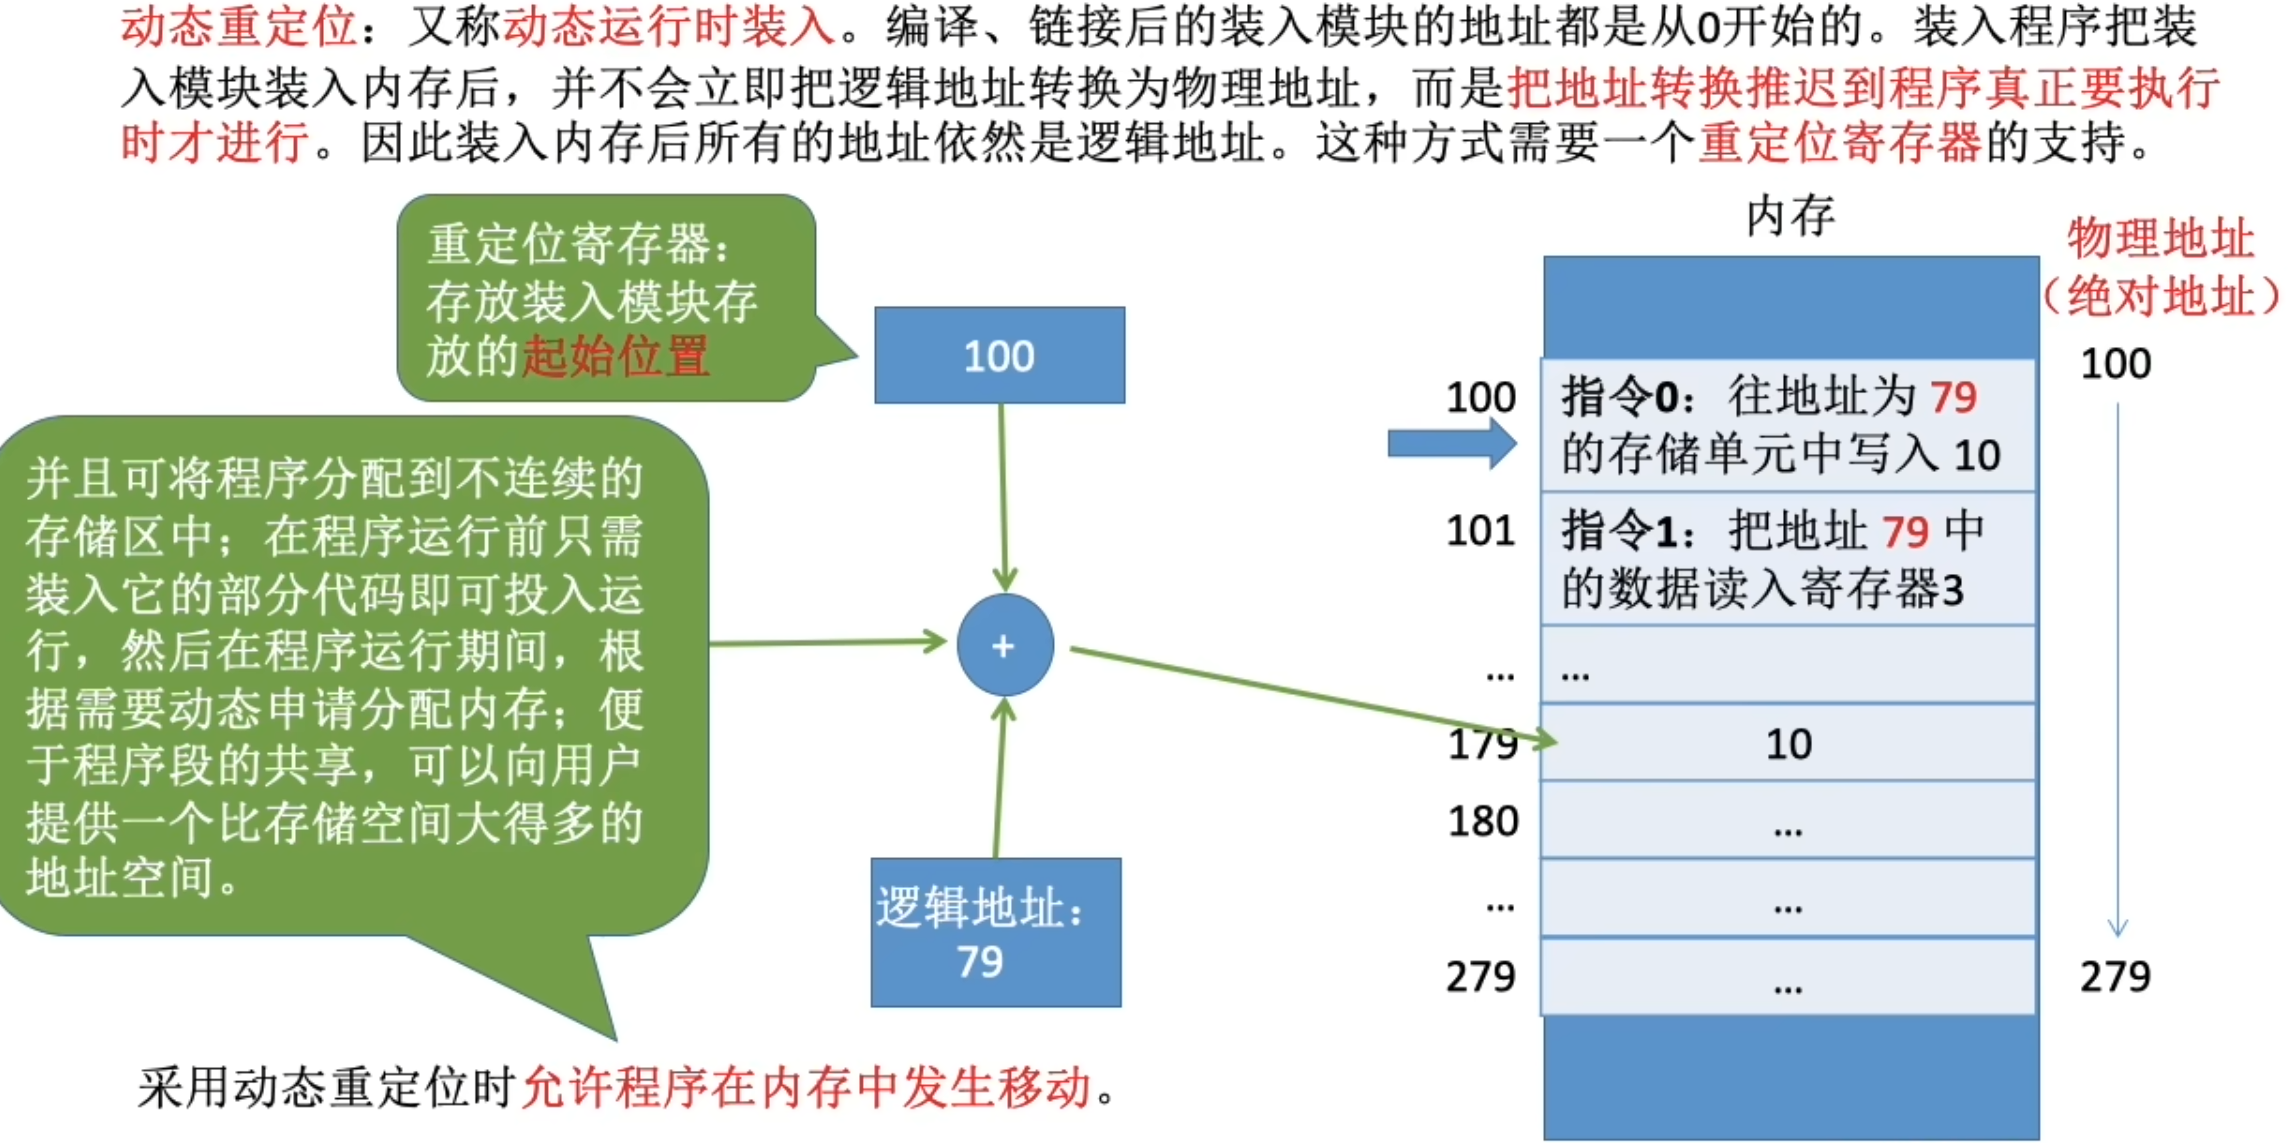 动态重定位：又称动态运行时装入。编译、链接后的装入模块的地址都是从0开始的。装入程序把装
入模块装入内存后，并不会立即把逻辑地址转换为物理地址，而是把地址转换推迟到程序真正要执行
时才进行。因此装入内存后所有的地址依然是逻辑地址。这种方式需要一个重定位寄存器的支持。
重定位寄存器：
存放装入模块存
放的起始位置
100
并且可将程序分配到不连续的
存储区中；在程序运行前只需
装入它的部分代码即可投入运
行，然后在程序运行期间，根
据需要动态申请分配内存；便
于程序段的共享，可以向用户
提供一个比存储空间大得多的
地址空间。
+
逻辑地址：
79
采用动态重定位时允许程序在内存中发生移动。
内存
物理地址
（绝对地址）
100
指令0：往地址为 79
的存储单元中写入 10
100
101
指令1：把地址 79 中
的数据读入寄存器3
...
...
179
10
180
...
...
...
279
...
279